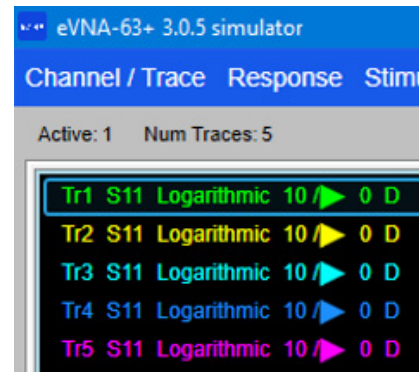 eVNA-63+ 3.0.5 simulator
Channel / Trace Response
Active: 1 Num Traces: 5
Tr1 S11 Logarithmic 10 / 0 D
Tr2 S11 Logarithmic 10 / 0 D
Tr3 S11 Logarithmic 10 / 0 D
Tr4 S11 Logarithmic 10 / 0 D
Tr5 S11 Logarithmic 10 / 0 D